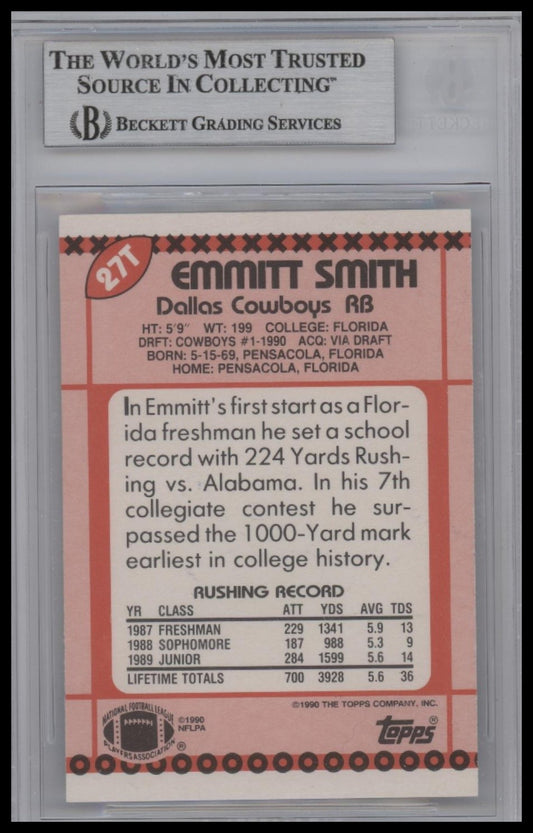 THE WORLD'S MOST TRUSTED
SOURCE IN COLLECTING™
B BECKETT GRADING SERVICES
27T
EMMITT SMITH
Dallas Cowboys RB
HT: 5'9" WT: 199 COLLEGE: FLORIDA
DRFT: COWBOYS #1-1990 ACQ: VIA DRAFT
BORN: 5-15-69, PENSACOLA, FLORIDA
HOME: PENSACOLA, FLORIDA
In Emmitt's first start as a Flor-
ida freshman he set a school
record with 224 Yards Rush-
ing vs. Alabama. In his 7th
collegiate contest he sur-
passed the 1000-Yard mark
earliest in college history.
RUSHING RECORD
YR CLASS ATT YDS AVG TDS
1987 FRESHMAN 229 1341 5.9 13
1988 SOPHOMORE 187 988 5.3 9
1989 JUNIOR 284 1599 5.6 14
LIFETIME TOTALS 700 3928 5.6 36
©1990 THE TOPPS COMPANY, INC.
NATIONAL FOOTBALL LEAGUE
PLAYERS ASSOCIATION ®
©1990
NFLPA
Topps®